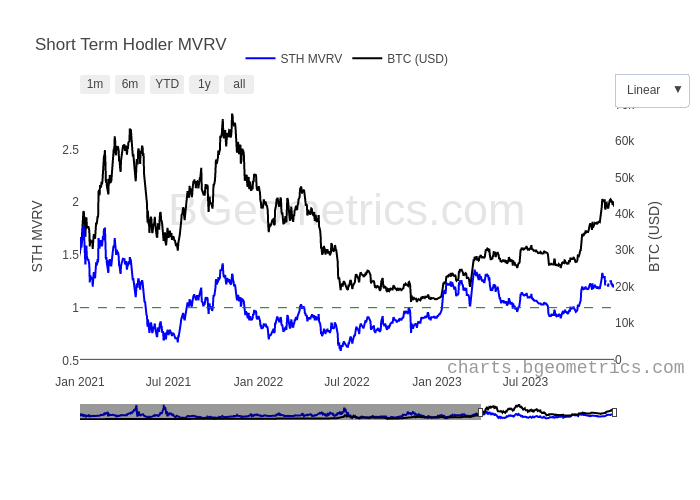 Short Term Hodler MVRV
STH MVRV BTC (USD)
1m 6m YTD 1y all
Linear ▼
70k
60k
50k
40k
30k
20k
10k
0
2.5
2
1.5
1
0.5
STH MVRV
BTC (USD)
BGeometrics.com
charts.bgeometrics.com
Jan 2021 Jul 2021 Jan 2022 Jul 2022 Jan 2023 Jul 2023